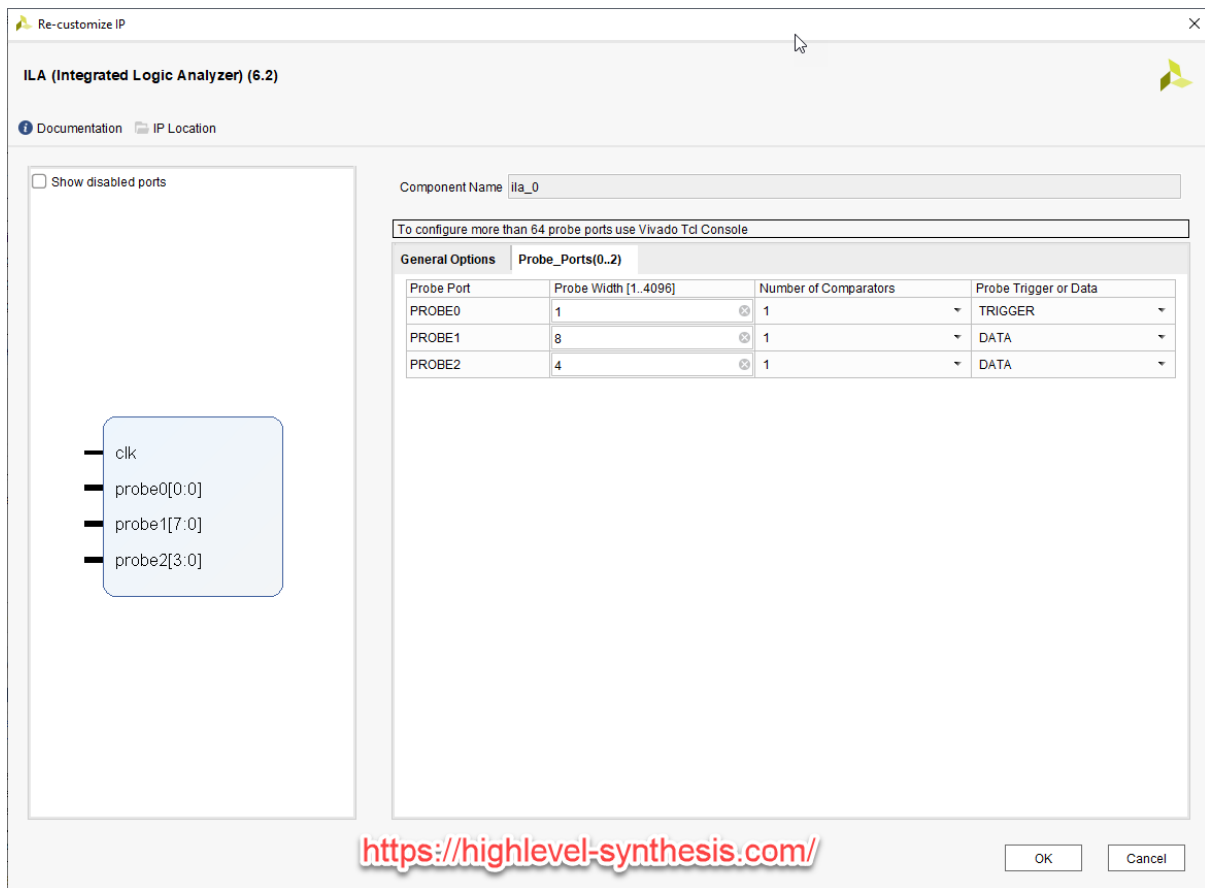 Re-customize IP
ILA (Integrated Logic Analyzer) (6.2)
Documentation IP Location
Show disabled ports
clk
probe0[0:0]
probe1[7:0]
probe2[3:0]
Component Name ila_0
To configure more than 64 probe ports use Vivado Tcl Console
General Options Probe_Ports(0..2)
Probe Port Probe Width [1..4096] Number of Comparators Probe Trigger or Data
PROBE0 1 1 TRIGGER
PROBE1 8 1 DATA
PROBE2 4 1 DATA
https://highlevel-synthesis.com/
OK Cancel